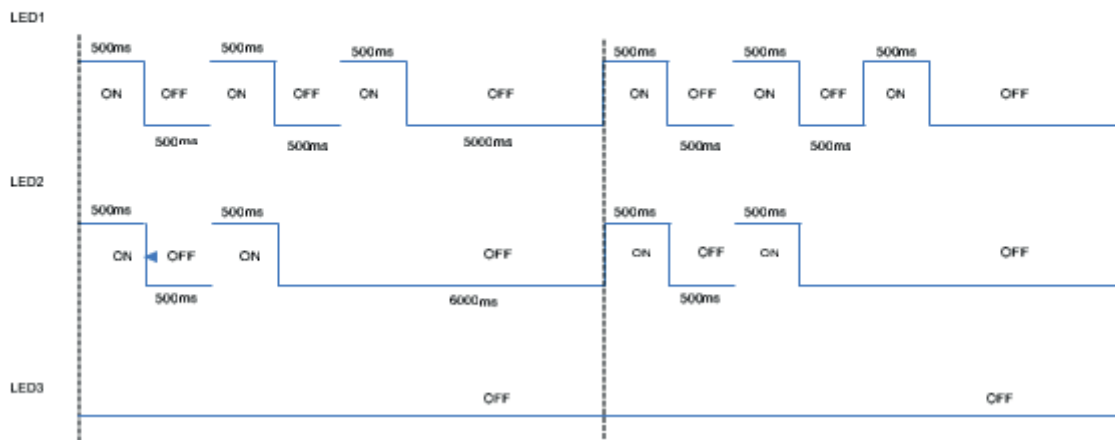 LED1
500ms 500ms 500ms 500ms 500ms 500ms
ON OFF ON OFF ON OFF ON OFF ON OFF ON OFF
500ms 500ms 5000ms 500ms 500ms
LED2
500ms 500ms 500ms 500ms
ON OFF ON OFF ON OFF ON OFF
500ms 6000ms 500ms
LED3
OFF OFF